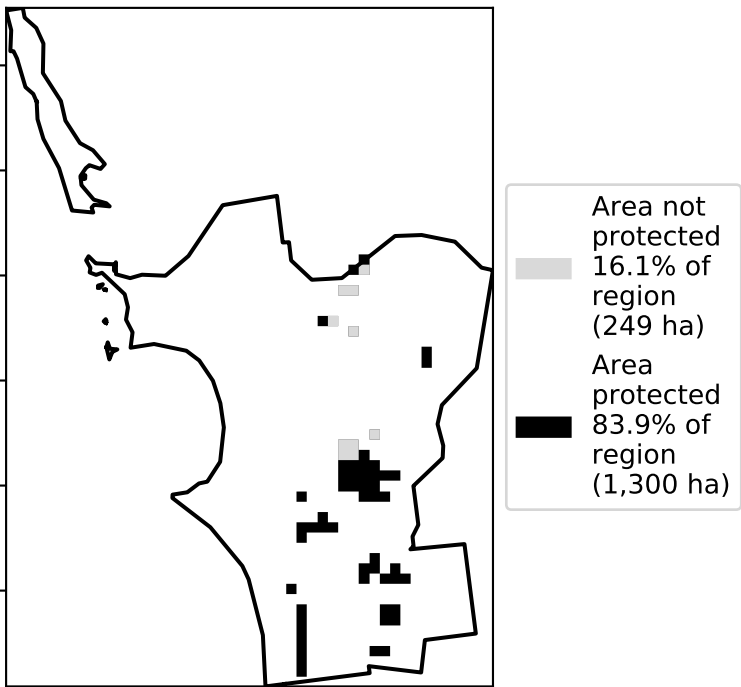 Area not
protected
16.1% of
region
(249 ha)
Area
protected
83.9% of
region
(1,300 ha)